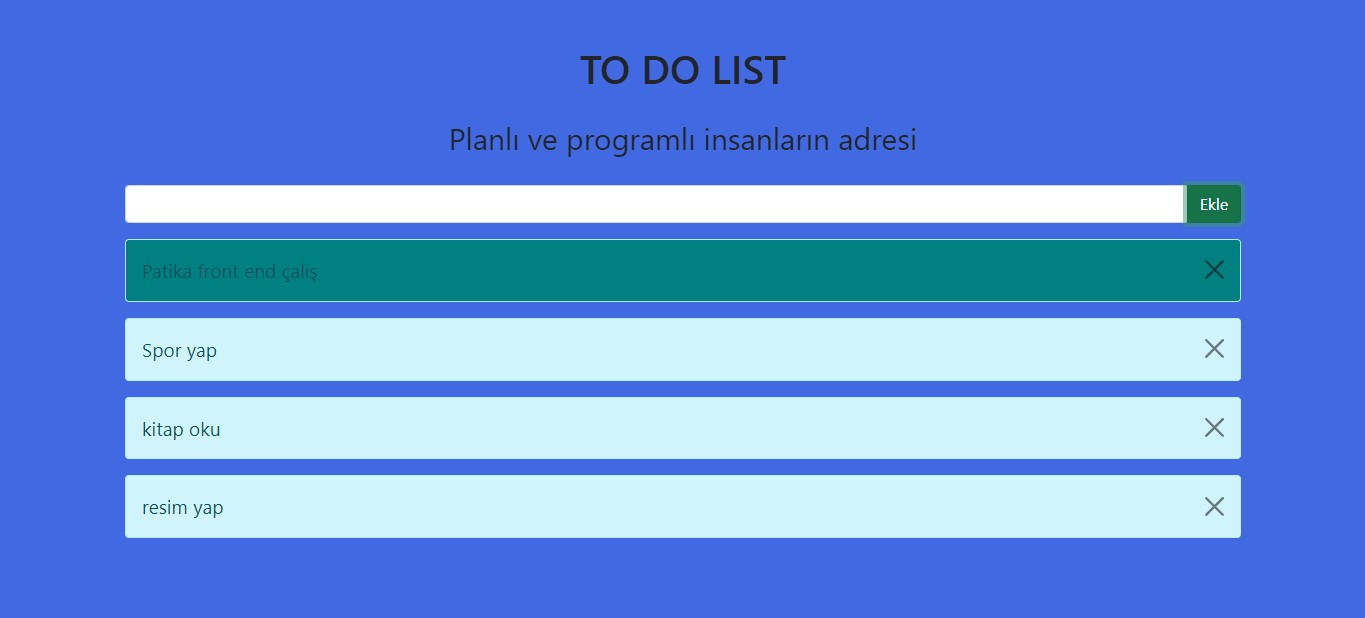 TO DO LIST
Planlı ve programlı insanların adresi
Ekle
Patika front end çalış
Spor yap
kitap oku
resim yap